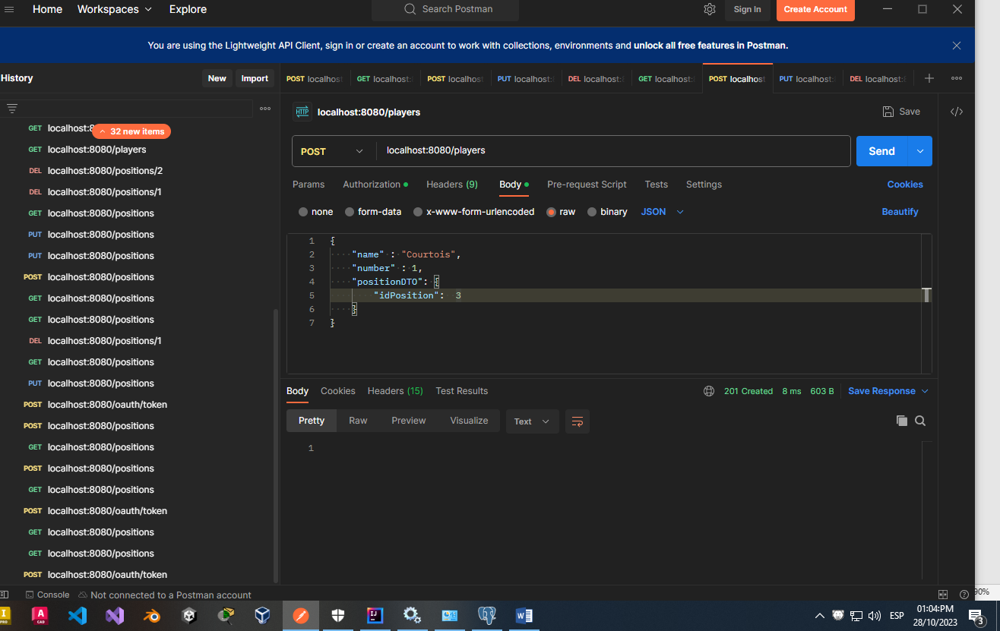 Home Workspaces Explore Search Postman Sign In Create Account
You are using the Lightweight API Client, sign in or create an account to work with collections, environments and unlock all free features in Postman.
History New Import
POST localhost GET localhost: POST localhost PUT localhost: DEL localhost: GET localhost: POST localhost PUT localhost: DEL localhost:
HTTP localhost:8080/players Save
POST localhost:8080/players Send
Params Authorization Headers (9) Body Pre-request Script Tests Settings Cookies
none form-data x-www-form-urlencoded raw binary JSON Beautify
1 {
2 "name" : "Courtois",
3 "number" : 1,
4 "positionDTO": {
5 "idPosition": 3
6 }
7 }
Body Cookies Headers (15) Test Results 201 Created 8 ms 603 B Save Response
Pretty Raw Preview Visualize Text
1
GET localhost:8
32 new items
GET localhost:8080/players
DEL localhost:8080/positions/2
DEL localhost:8080/positions/1
GET localhost:8080/positions
PUT localhost:8080/positions
PUT localhost:8080/positions
POST localhost:8080/positions
GET localhost:8080/positions
GET localhost:8080/positions
DEL localhost:8080/positions/1
GET localhost:8080/positions
PUT localhost:8080/positions
POST localhost:8080/oauth/token
POST localhost:8080/positions
GET localhost:8080/positions
POST localhost:8080/positions
GET localhost:8080/positions
POST localhost:8080/oauth/token
GET localhost:8080/positions
GET localhost:8080/positions
POST localhost:8080/oauth/token
Console Not connected to a Postman account
90%
ESP
01:04:PM
28/10/2023
3